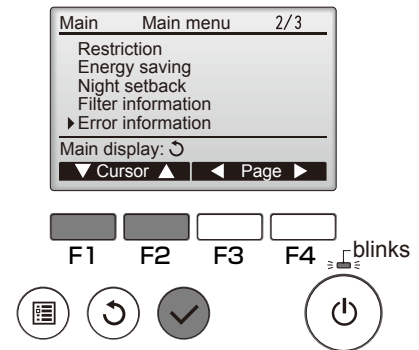 Main Main menu 2/3
Restriction
Energy saving
Night setback
Filter information
Error information
Main display:
Cursor Page
F1 F2 F3 F4
blinks